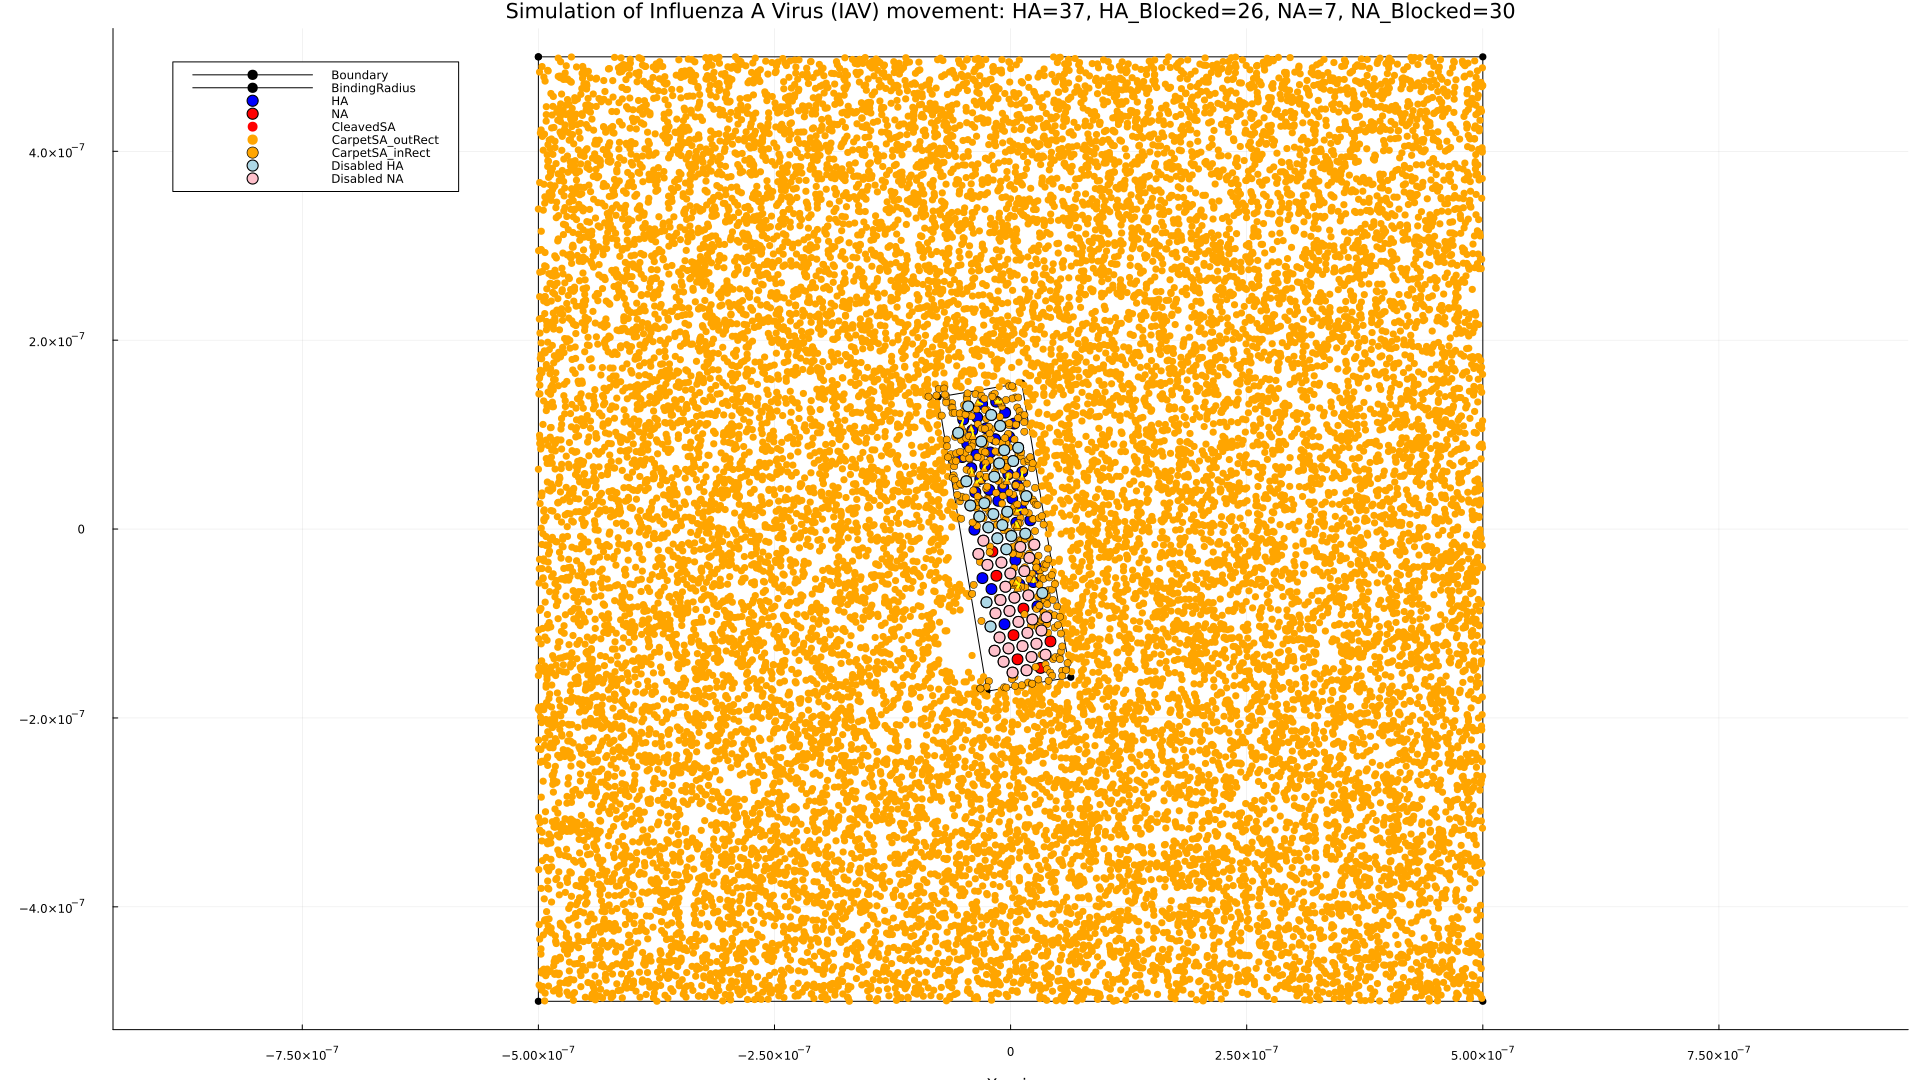 Simulation of Influenza A Virus (IAV) movement: HA=37, HA_Blocked=26, NA=7, NA_Blocked=30
Boundary
BindingRadius
HA
NA
CleavedSA
CarpetSA_outRect
CarpetSA_inRect
Disabled HA
Disabled NA
4.0×10⁻⁷
2.0×10⁻⁷
0
−2.0×10⁻⁷
−4.0×10⁻⁷
−7.50×10⁻⁷ −5.00×10⁻⁷ −2.50×10⁻⁷ 0 2.50×10⁻⁷ 5.00×10⁻⁷ 7.50×10⁻⁷